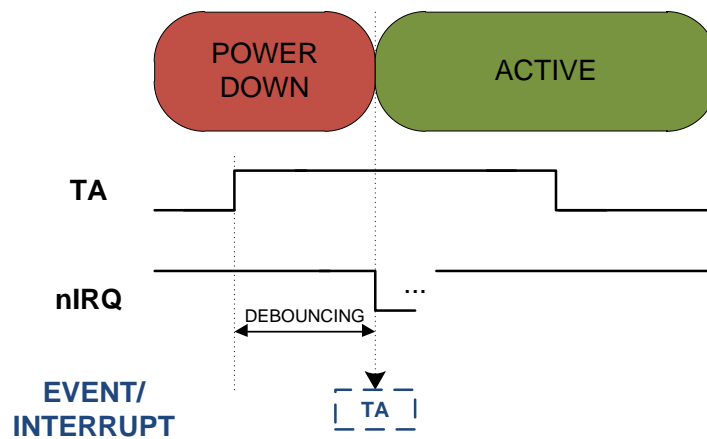 POWER
DOWN
ACTIVE
TA
nIRQ
...
DEBOUNCING
EVENT/
INTERRUPT
TA